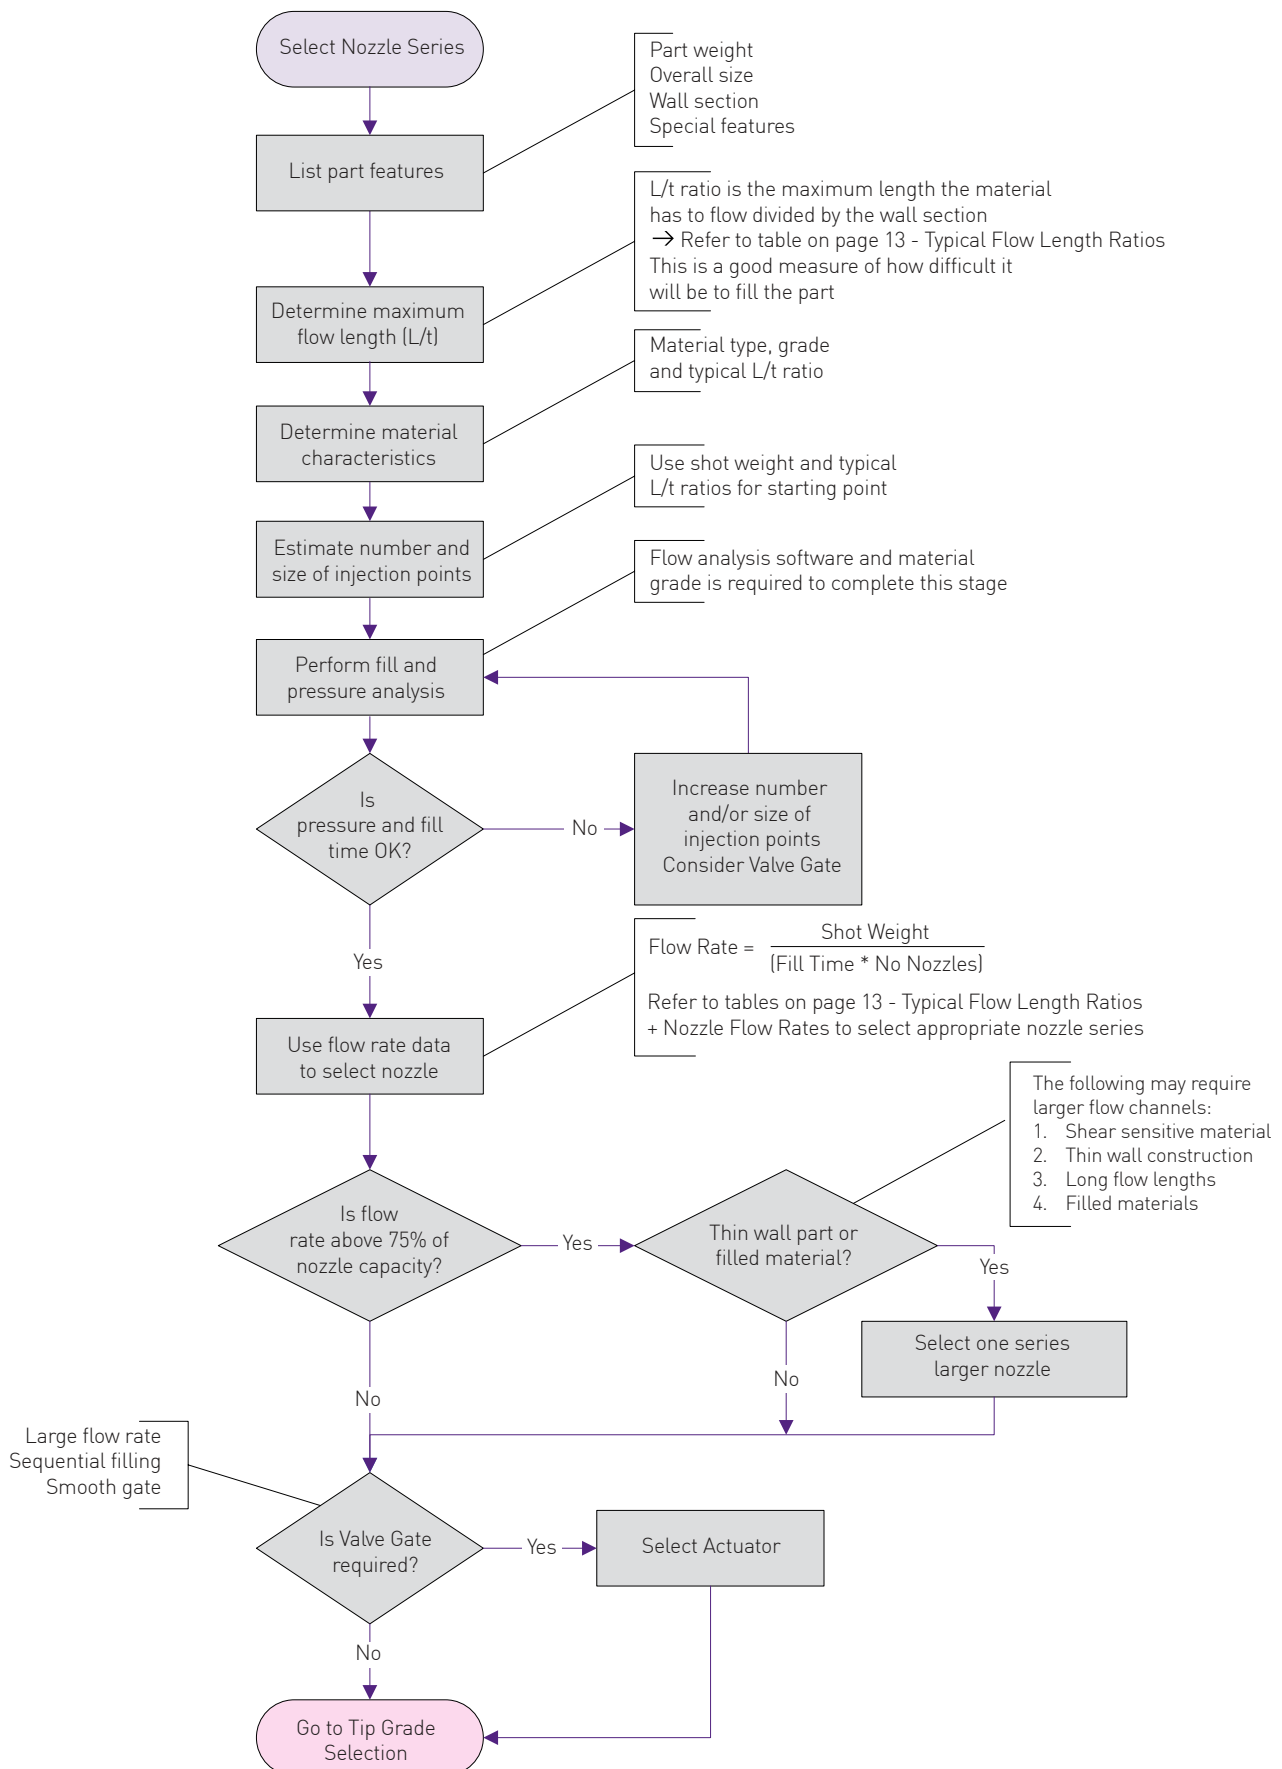 Select Nozzle Series
Part weight
Overall size
Wall section
Special features
List part features
L/t ratio is the maximum length the material
has to flow divided by the wall section
→ Refer to table on page 13 - Typical Flow Length Ratios
This is a good measure of how difficult it
will be to fill the part
Determine maximum
flow length (L/t)
Material type, grade
and typical L/t ratio
Determine material
characteristics
Use shot weight and typical
L/t ratios for starting point
Estimate number and
size of injection points
Flow analysis software and material
grade is required to complete this stage
Perform fill and
pressure analysis
Is
pressure and fill
time OK?
No
Increase number
and/or size of
injection points
Consider Valve Gate
Yes
Flow Rate = Shot Weight
(Fill Time * No Nozzles)
Refer to tables on page 13 - Typical Flow Length Ratios
+ Nozzle Flow Rates to select appropriate nozzle series
Use flow rate data
to select nozzle
The following may require
larger flow channels:
1. Shear sensitive material
2. Thin wall construction
3. Long flow lengths
4. Filled materials
Is flow
rate above 75% of
nozzle capacity?
Yes
Thin wall part or
filled material?
Yes
Select one series
larger nozzle
No
No
Large flow rate
Sequential filling
Smooth gate
Is Valve Gate
required?
Yes
Select Actuator
No
Go to Tip Grade
Selection